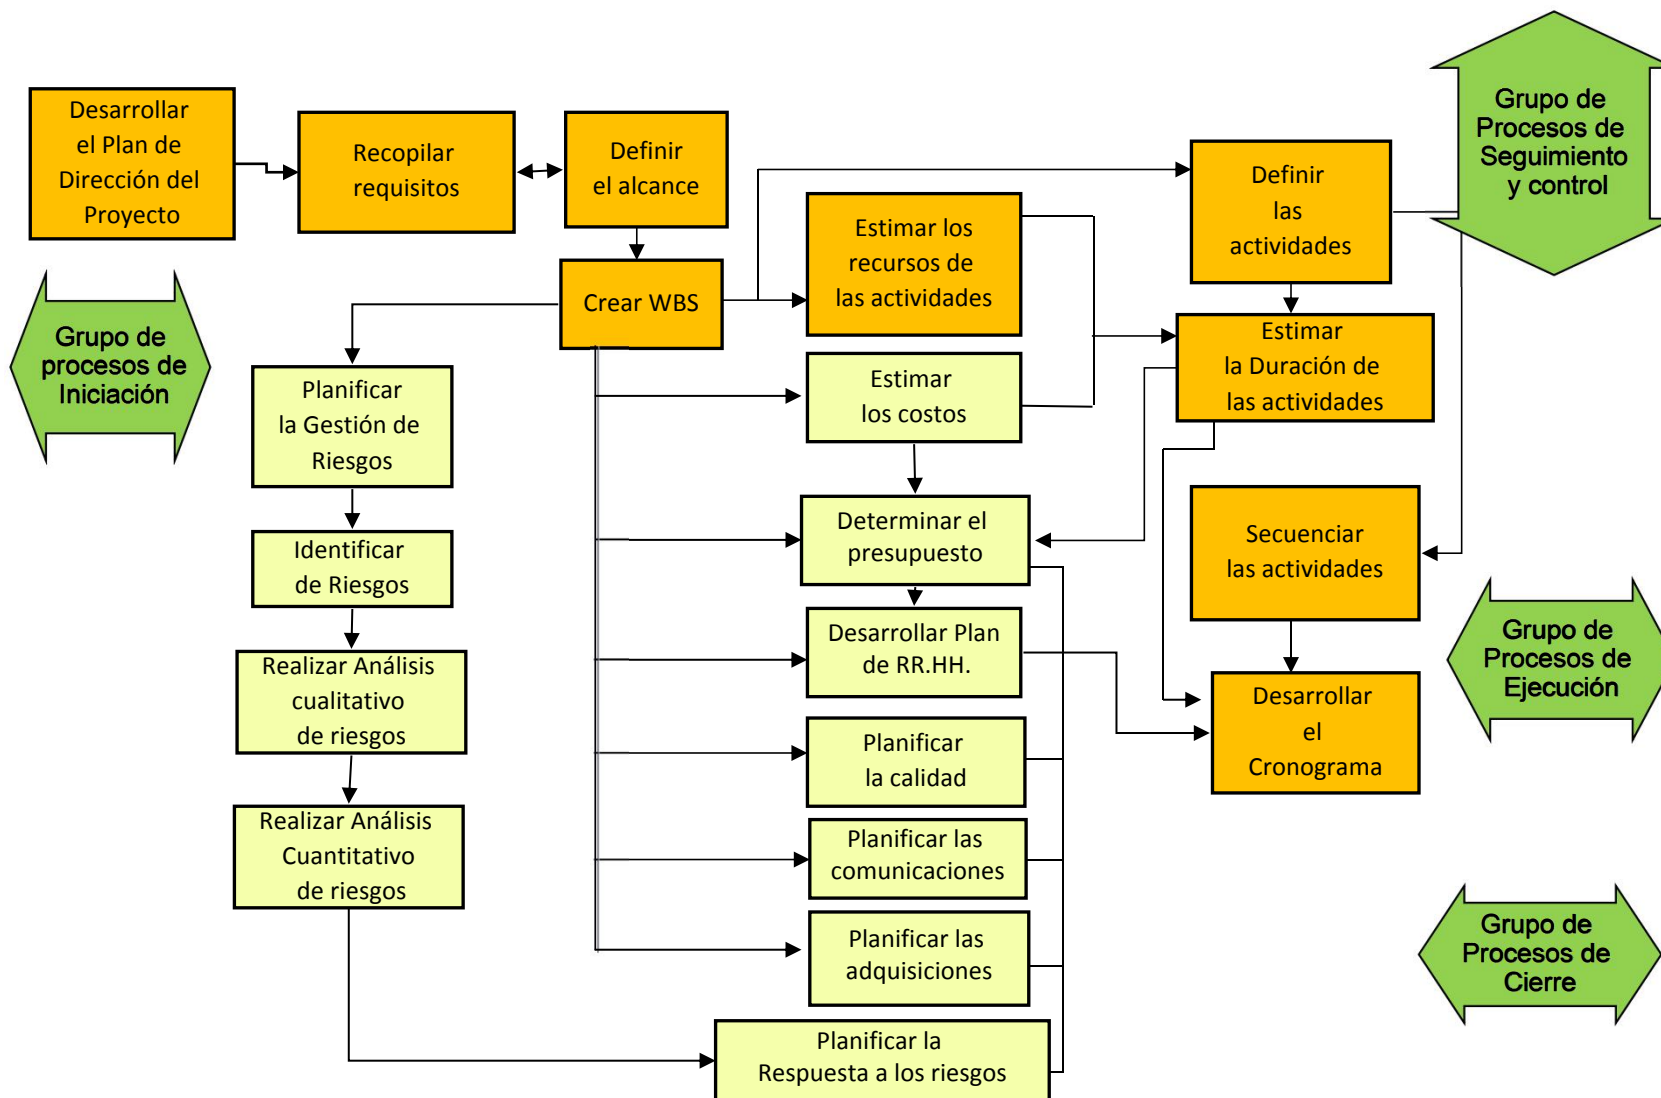 Desarrollar
el Plan de
Dirección del
Proyecto
Recopilar
requisitos
Definir
el alcance
Definir
las
actividades
Grupo de
Procesos de
Seguimiento
y control
Estimar los
recursos de
las actividades
Crear WBS
Grupo de
procesos de
Iniciación
Estimar
la Duración de
las actividades
Planificar
la Gestión de
Riesgos
Estimar
los costos
Determinar el
presupuesto
Secuenciar
las actividades
Identificar
de Riesgos
Desarrollar Plan
de RR.HH.
Grupo de
Procesos de
Ejecución
Realizar Análisis
cualitativo
de riesgos
Desarrollar
el
Cronograma
Planificar
la calidad
Realizar Análisis
Cuantitativo
de riesgos
Planificar las
comunicaciones
Planificar las
adquisiciones
Grupo de
Procesos de
Cierre
Planificar la
Respuesta a los riesgos